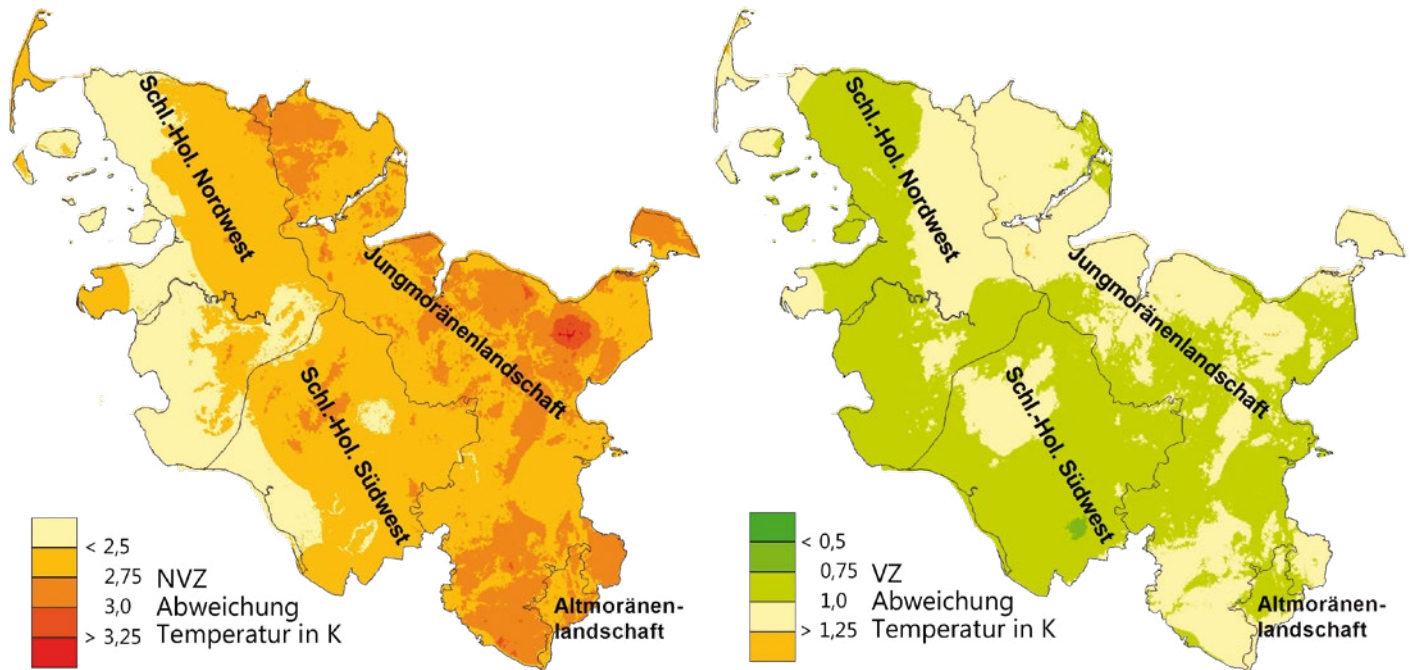 Schl.-Hol. Nordwest
Jungmoränenlandschaft
Schl.-Hol. Südwest
Altmoränen-
landschaft
< 2,5
2,75
3,0
> 3,25
NVZ
Abweichung
Temperatur in K
Schl.-Hol. Nordwest
Jungmoränenlandschaft
Schl.-Hol. Südwest
Altmoränen-
landschaft
< 0,5
0,75
1,0
> 1,25
VZ
Abweichung
Temperatur in K